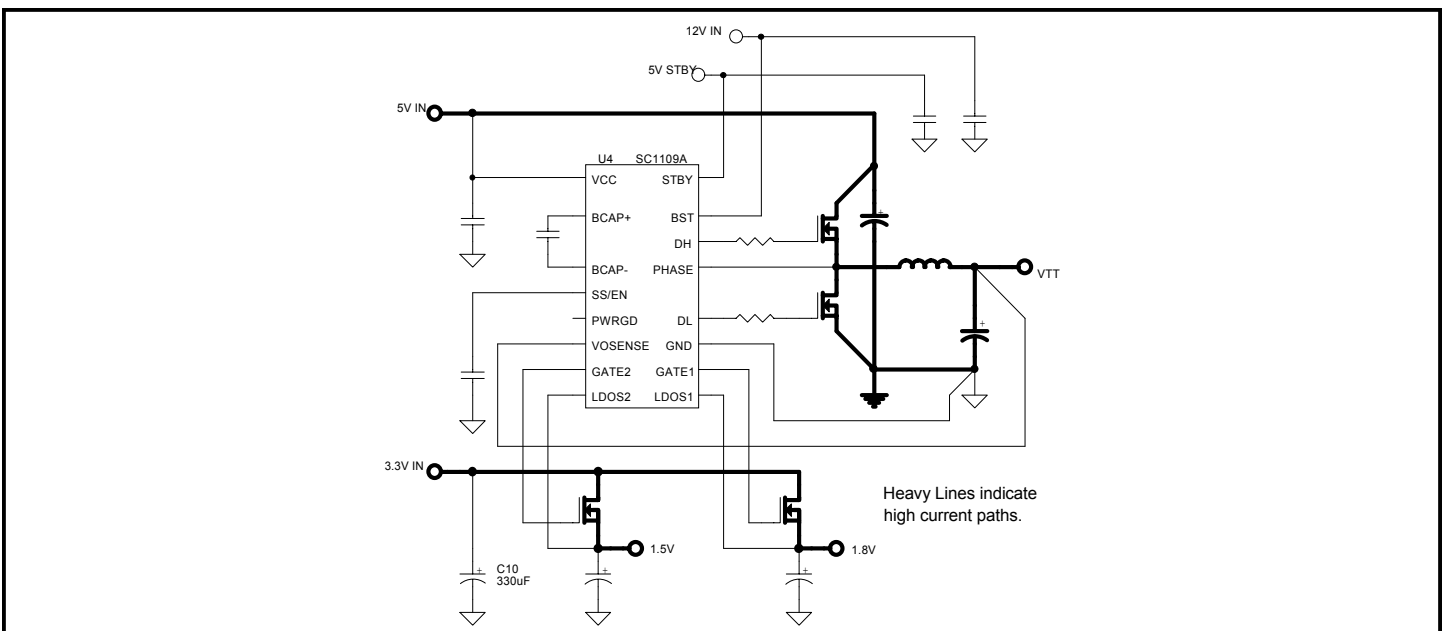 12V IN
5V STBY
5V IN
U4 SC1109A
VCC STBY
BCAP+ BST
DH
BCAP- PHASE
SS/EN
PWRGD DL
VOSENSE GND
GATE2 GATE1
LDOS2 LDOS1
+
VTT
+
3.3V IN
Heavy Lines indicate
high current paths.
1.5V
1.8V
+ C10
330uF
+
+